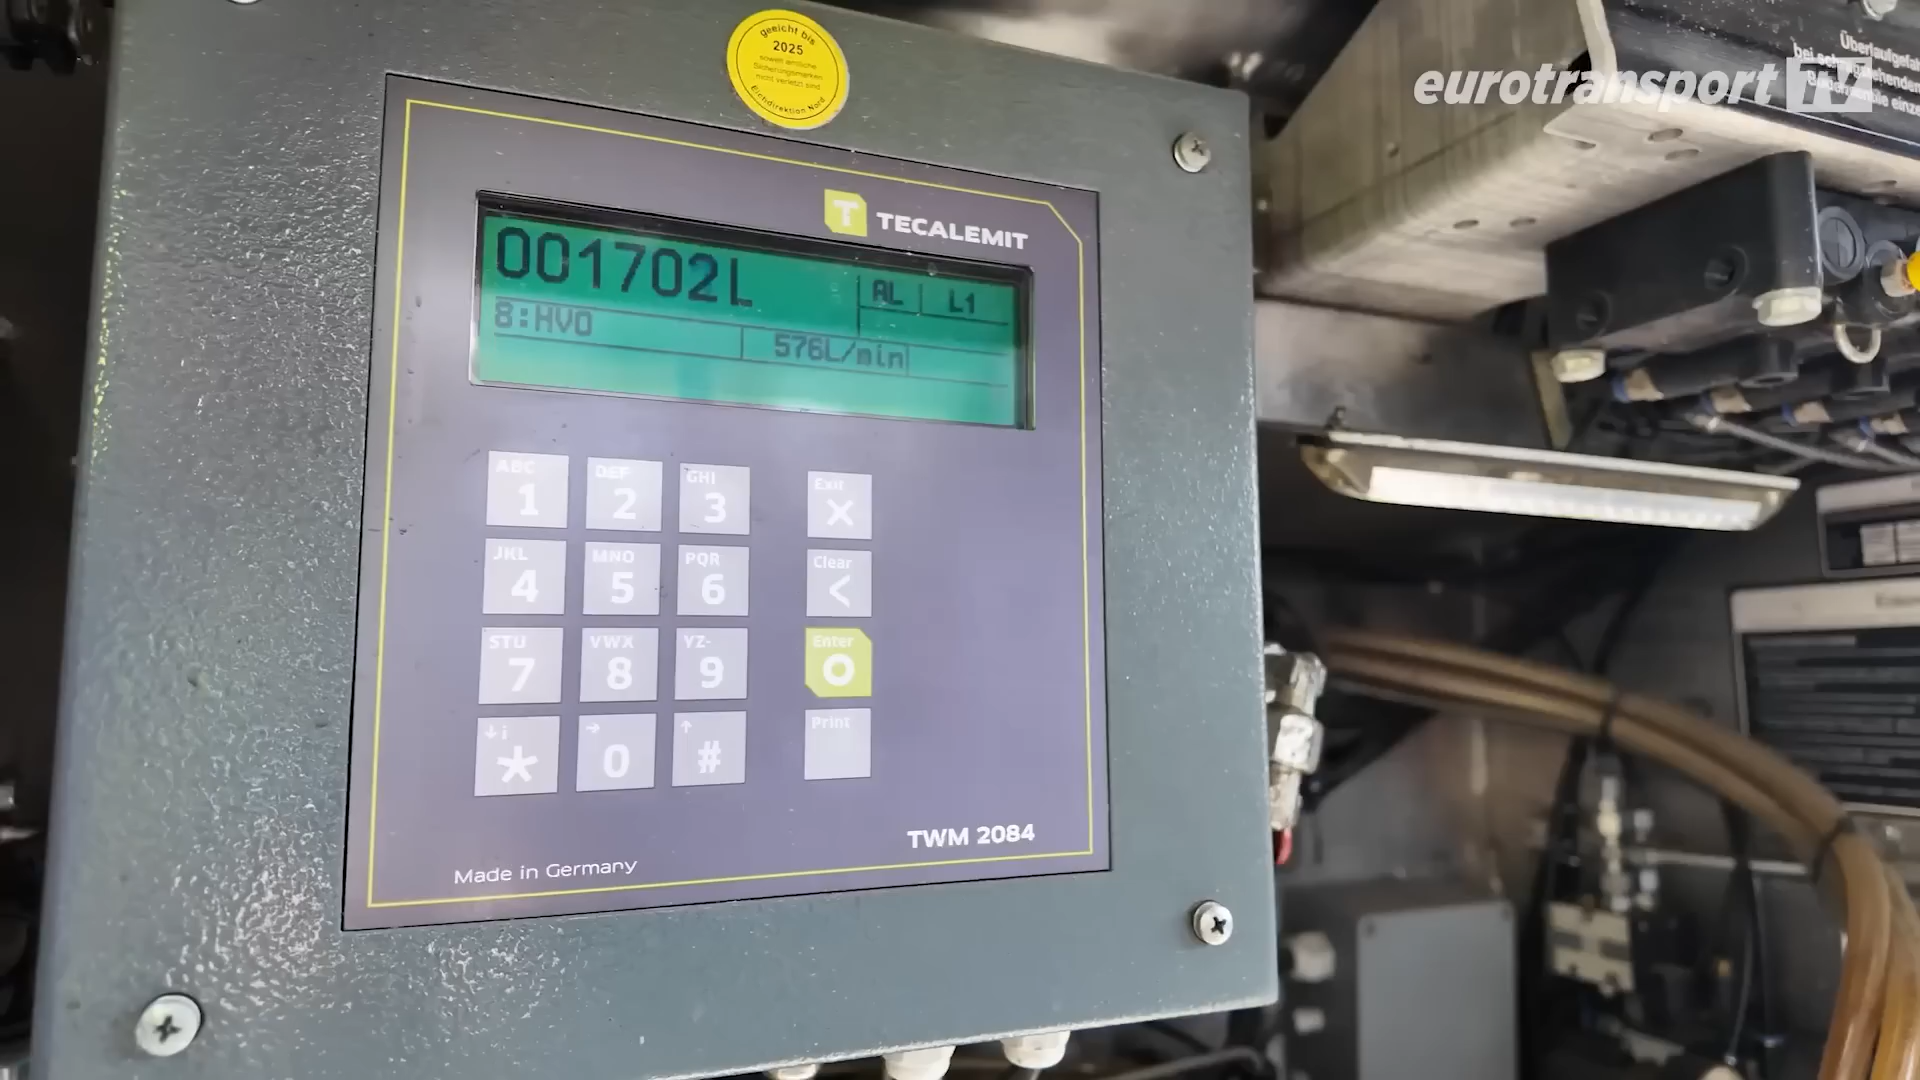 geeicht bis
2025
sowie amtliche
Sicherungsmarken
nicht verletzt sind
Eichdirektion Nord
eurotransport TV
Überlaufgefahr
bei
T TECALEMIT
001702L
AL L1
8:HVO
576L/min
ABC 1
DEF 2
GHI 3
Exit X
JKL 4
MNO 5
PQR 6
Clear <
STU 7
VWX 8
YZ- 9
Enter O
↓i *
→ 0
↑ #
Print
TWM 2084
Made in Germany